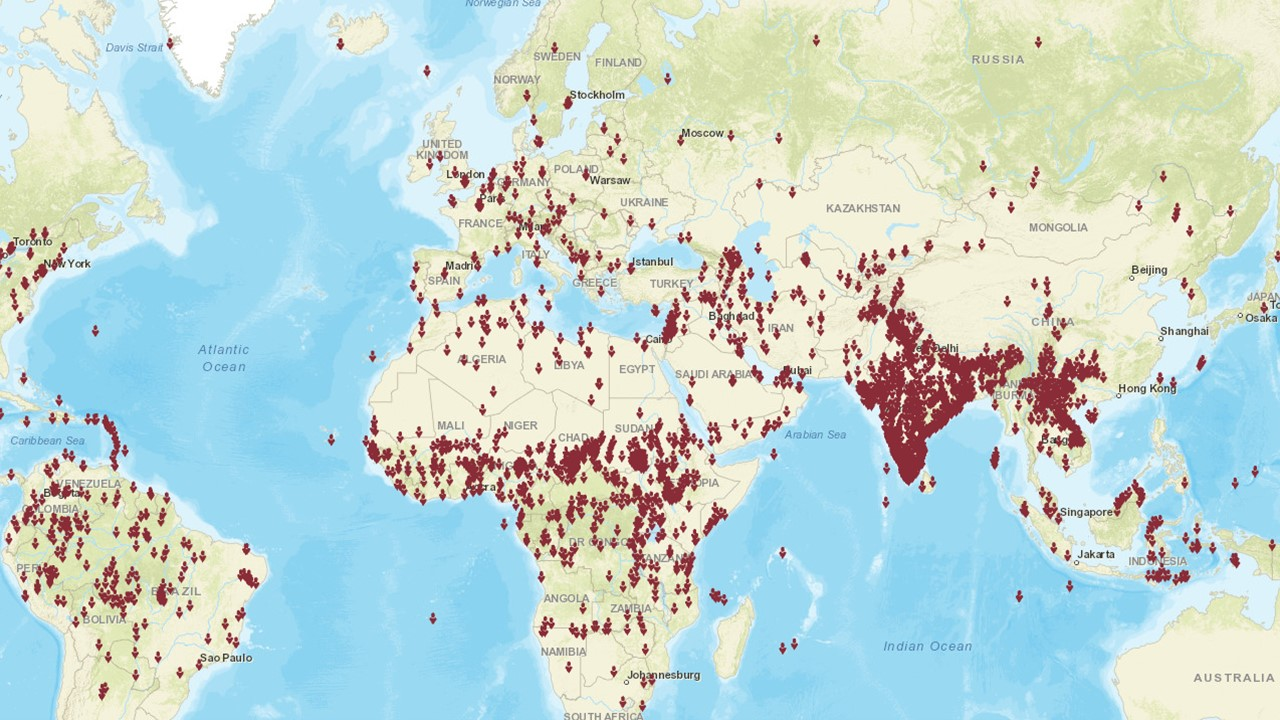 Norwegian Sea
Davis Strait
SWEDEN
FINLAND
RUSSIA
NORWAY
Stockholm
Moscow
UNITED
KINGDOM
London
POLAND
Warsaw
GERMANY
UKRAINE
KAZAKHSTAN
FRANCE
MONGOLIA
Toronto
New York
ITALY
Istanbul
Madrid
SPAIN
GREECE
TURKEY
Beijing
Baghdad
IRAN
CHINA
Shanghai
Osaka
Atlantic
Ocean
ALGERIA
LIBYA
EGYPT
SAUDI ARABIA
Dubai
Hong Kong
Caribbean Sea
MALI
NIGER
CHAD
SUDAN
Arabian Sea
VENEZUELA
COLOMBIA
Singapore
DR CONGO
TANZANIA
Jakarta
INDONESIA
BRAZIL
ANGOLA
ZAMBIA
BOLIVIA
NAMIBIA
Sao Paulo
Indian Ocean
Johannesburg
AUSTRALIA
SOUTH AFRICA